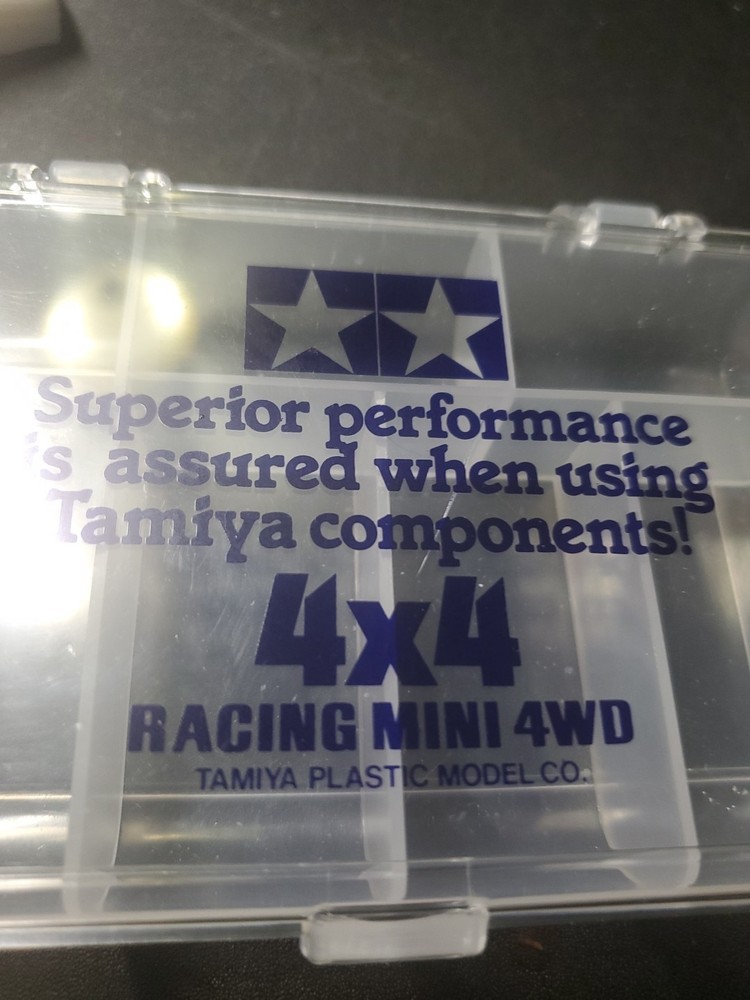 Superior performance
is assured when using
Tamiya components!
4x4
RACING MINI 4WD
TAMIYA PLASTIC MODEL CO.